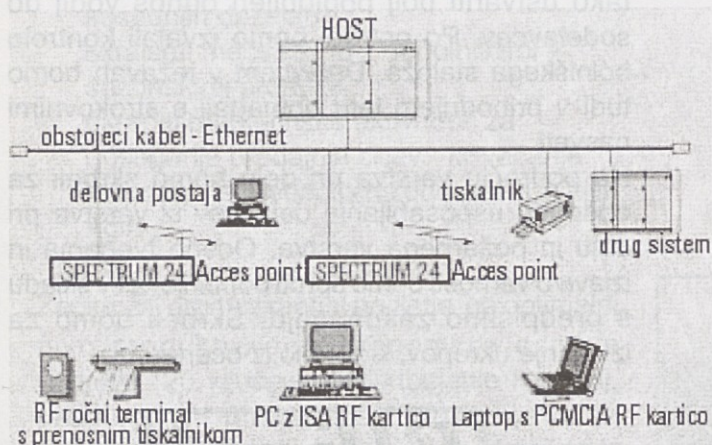 HOST
obstojeci kabel - Ethernet
delovna postaja
tiskalnik
drug sistem
SPECTRUM 24 Acces point
SPECTRUM 24 Acces point
RF ročni terminal
s prenosnim tiskalnikom
PC z ISA RF kartico
Laptop s PCMCIA RF kartico